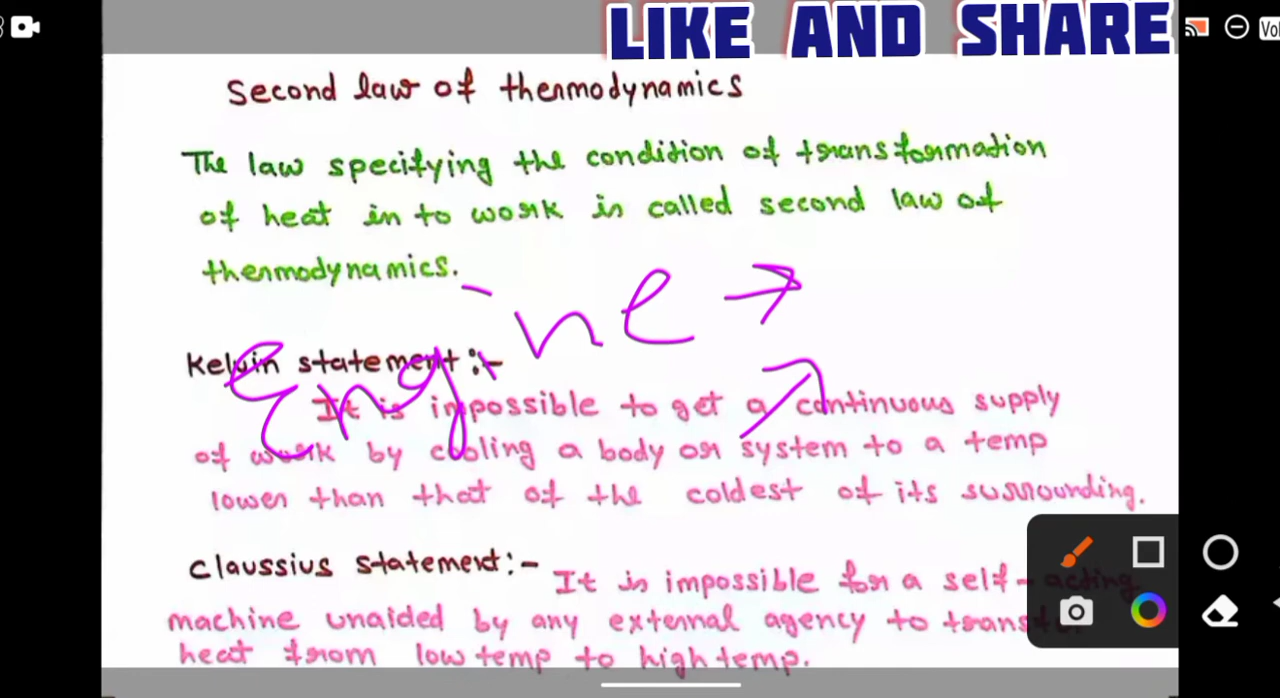 LIKE AND SHARE
Vol
Second law of thermodynamics
The law specifying the condition of transformation
of heat in to work is called second law of
thermodynamics.
Engine →
Kelvin statement :-
It is impossible to get a continuous supply
of work by cooling a body or system to a temp
lower than that of the coldest of its surrounding.
Claussius statement:-
It is impossible for a self-acting
machine unaided by any external agency to transfer
heat from low temp to high temp.